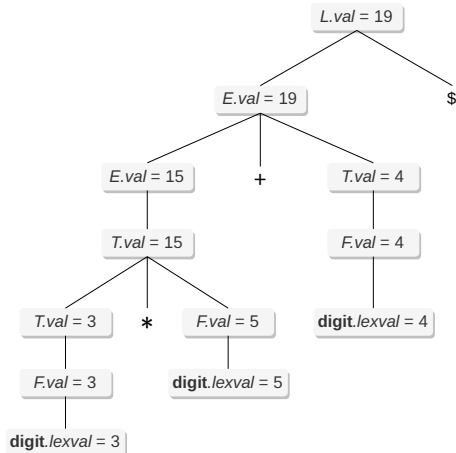 L.val = 19
E.val = 19
$
E.val = 15
+
T.val = 4
T.val = 15
F.val = 4
T.val = 3
*
F.val = 5
digit.lexval = 4
F.val = 3
digit.lexval = 5
digit.lexval = 3